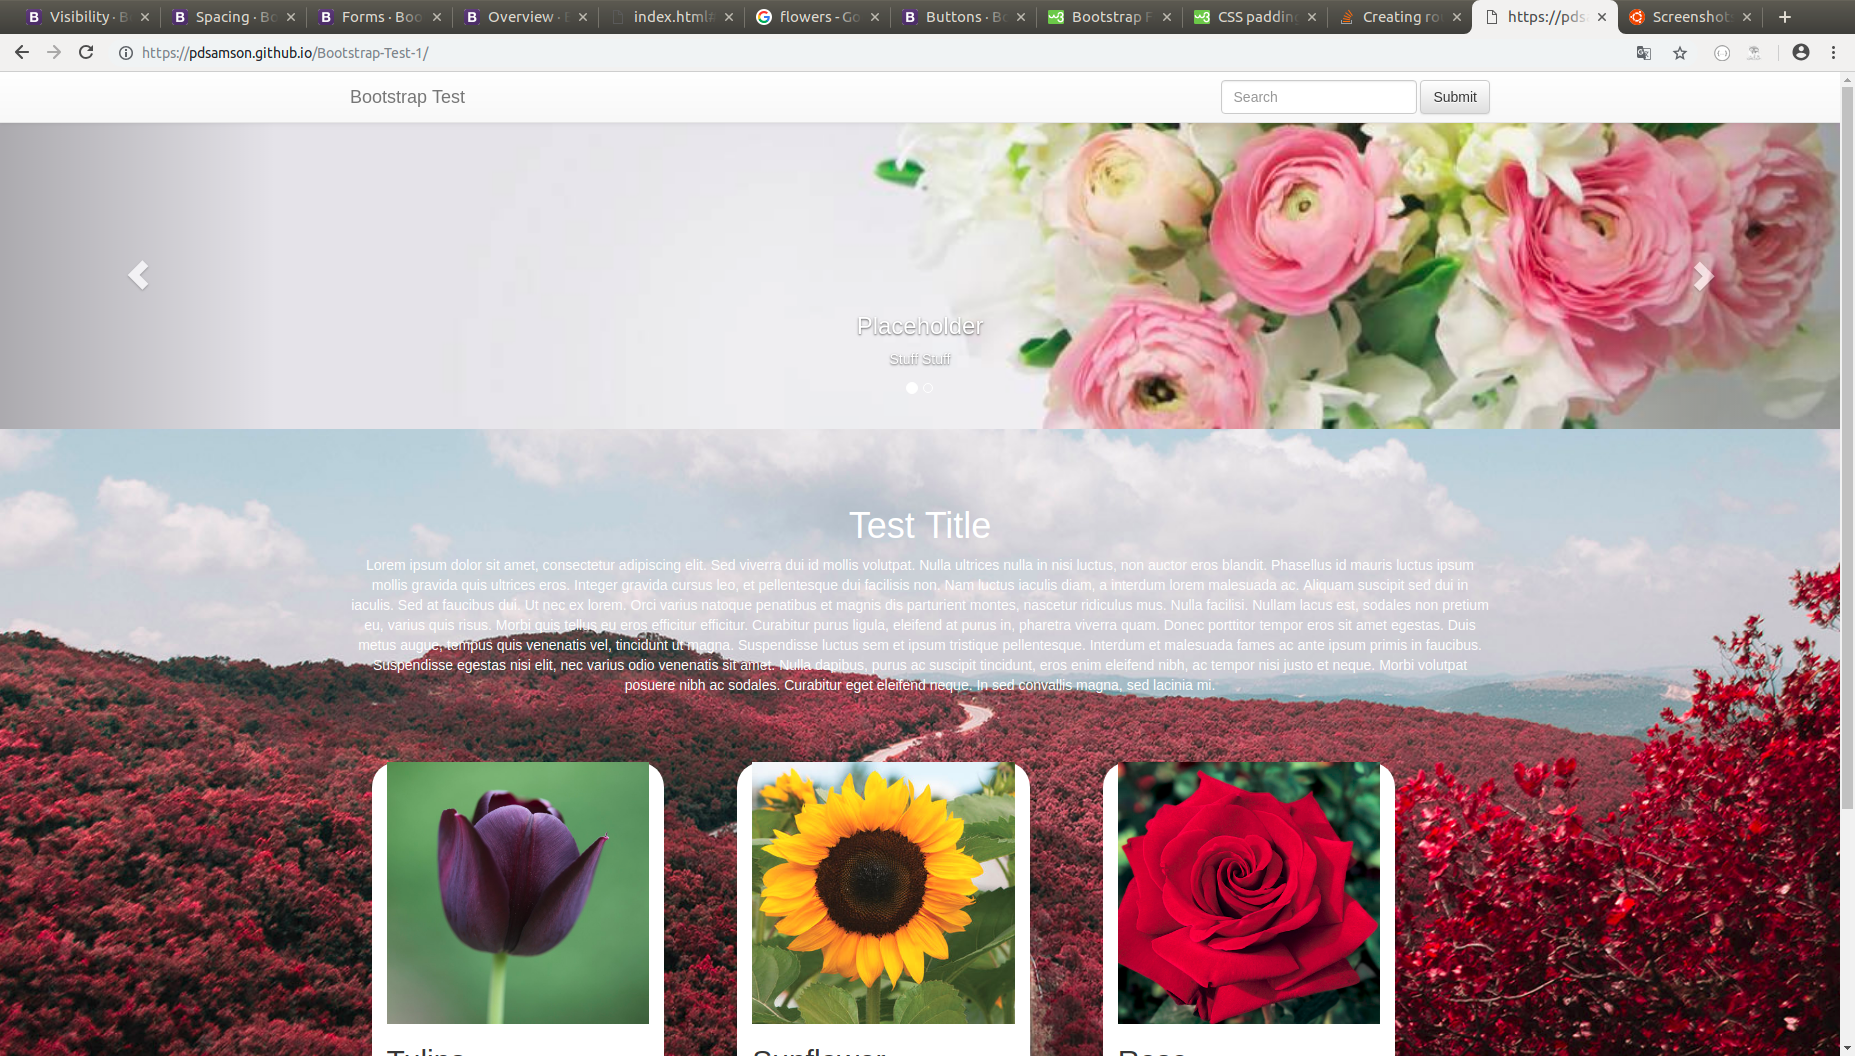 Visibility · B
Spacing · Bo
Forms · Boo
Overview · B
index.html#
flowers - Go
Buttons · Bo
Bootstrap F
CSS padding
Creating ro
https://pds
Screenshots
https://pdsamson.github.io/Bootstrap-Test-1/
Bootstrap Test
Search
Submit
Placeholder
Stuff Stuff
Test Title
Lorem ipsum dolor sit amet, consectetur adipiscing elit. Sed viverra dui id mollis volutpat. Nulla ultrices nulla in nisi luctus, non auctor eros blandit. Phasellus id mauris luctus ipsum
mollis gravida quis ultrices eros. Integer gravida cursus leo, et pellentesque dui facilisis non. Nam luctus iaculis diam, a interdum lorem malesuada ac. Aliquam suscipit sed dui in
iaculis. Sed at faucibus dui. Ut nec ex lorem. Orci varius natoque penatibus et magnis dis parturient montes, nascetur ridiculus mus. Nulla facilisi. Nullam lacus est, sodales non pretium
eu, varius quis risus. Morbi quis tellus eu eros efficitur efficitur. Curabitur purus ligula, eleifend at purus in, pharetra viverra quam. Donec porttitor tempor eros sit amet egestas. Duis
metus augue, tempus quis venenatis vel, tincidunt ut magna. Suspendisse luctus sem et ipsum tristique pellentesque. Interdum et malesuada fames ac ante ipsum primis in faucibus.
Suspendisse egestas nisi elit, nec varius odio venenatis sit amet. Nulla dapibus, purus ac suscipit tincidunt, eros enim eleifend nibh, ac tempor nisi justo et neque. Morbi volutpat
posuere nibh ac sodales. Curabitur eget eleifend neque. In sed convallis magna, sed lacinia mi.